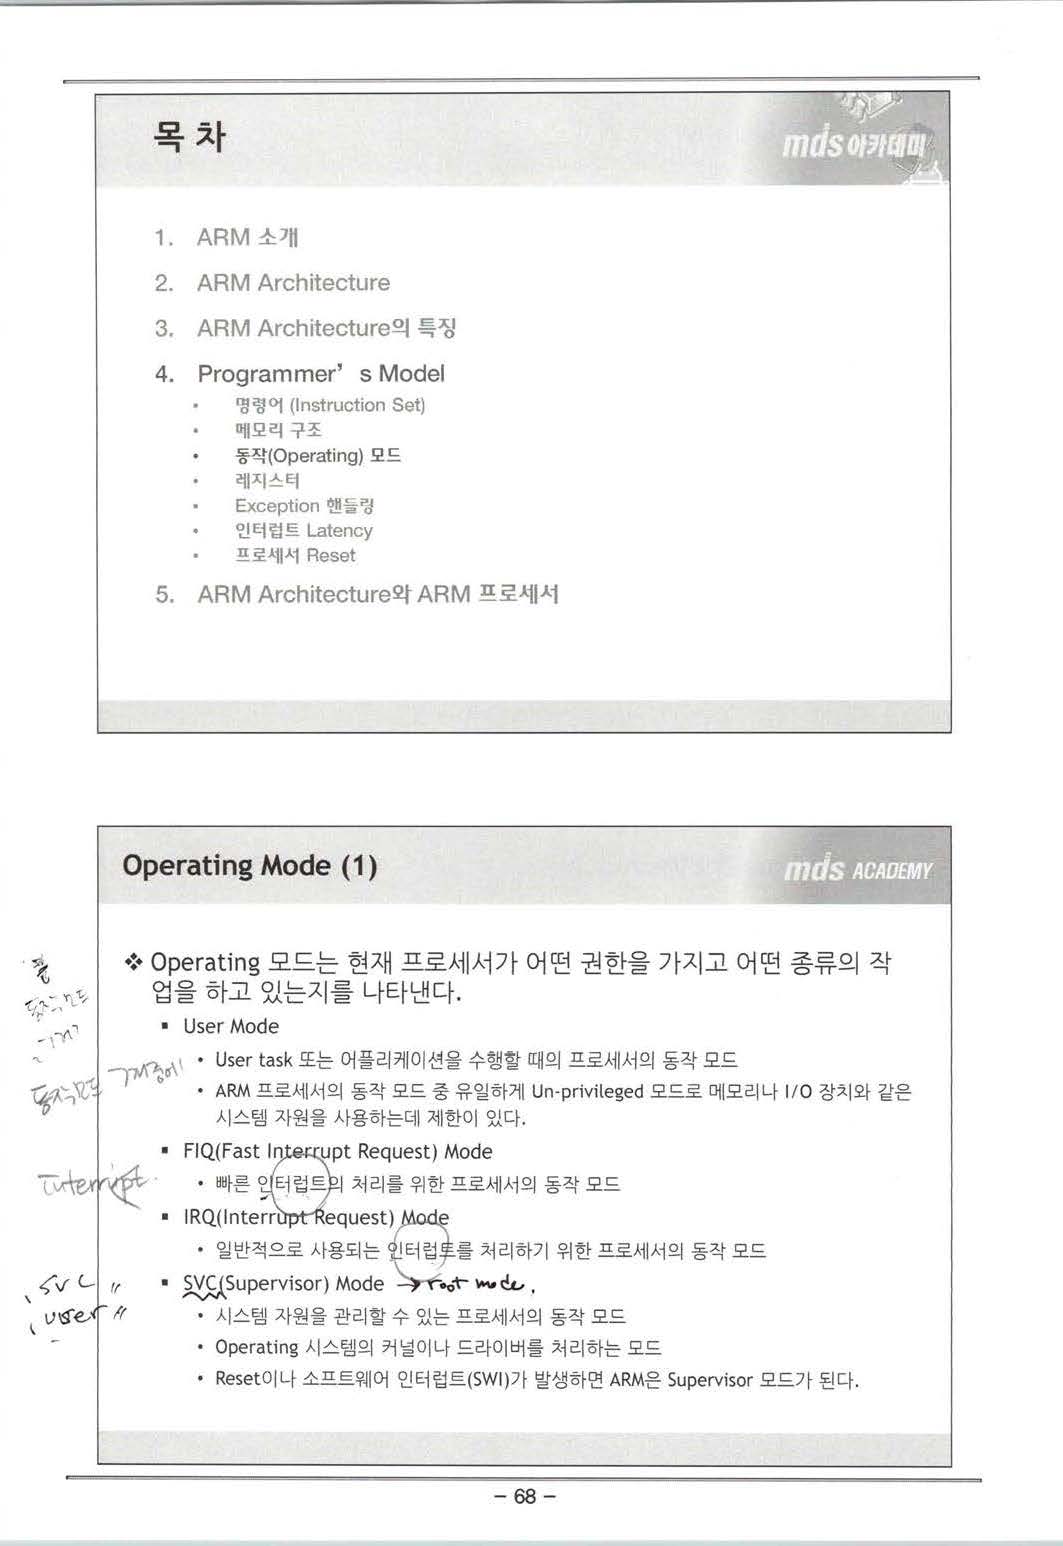 목 차
mds 아카데미
1. ARM 소개
2. ARM Architecture
3. ARM Architecture의 특징
4. Programmer’ s Model
• 명령어 (Instruction Set)
• 메모리 구조
• 동작(Operating) 모드
• 레지스터
• Exception 핸들링
• 인터럽트 Latency
• 프로세서 Reset
5. ARM Architecture와 ARM 프로세서
Operating Mode (1)
mds ACADEMY
❖ Operating 모드는 현재 프로세서가 어떤 권한을 가지고 어떤 종류의 작
업을 하고 있는지를 나타낸다.
▪ User Mode
• User task 또는 어플리케이션을 수행할 때의 프로세서의 동작 모드
동작모드
• ARM 프로세서의 동작 모드 중 유일하게 Un-privileged 모드로 메모리나 I/O 장치와 같은
시스템 자원을 사용하는데 제한이 있다.
▪ FIQ(Fast Interrupt Request) Mode
Interrupt.
• 빠른 인터럽트의 처리를 위한 프로세서의 동작 모드
▪ IRQ(Interrupt Request) Mode
• 일반적으로 사용되는 인터럽트를 처리하기 위한 프로세서의 동작 모드
SVC "
▪ SVC(Supervisor) Mode → root mode.
user "
• 시스템 자원을 관리할 수 있는 프로세서의 동작 모드
• Operating 시스템의 커널이나 드라이버를 처리하는 모드
• Reset이나 소프트웨어 인터럽트(SWI)가 발생하면 ARM은 Supervisor 모드가 된다.
– 68 –